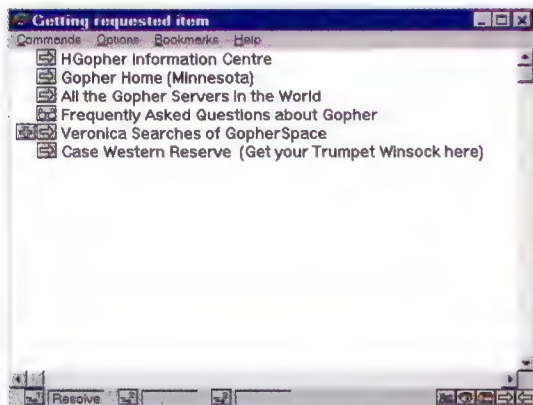 Getting requested item
Commands Options Bookmarks Help
HGopher Information Centre
Gopher Home (Minnesota)
All the Gopher Servers in the World
Frequently Asked Questions about Gopher
Veronica Searches of GopherSpace
Case Western Reserve (Get your Trumpet Winsock here)
Resolve